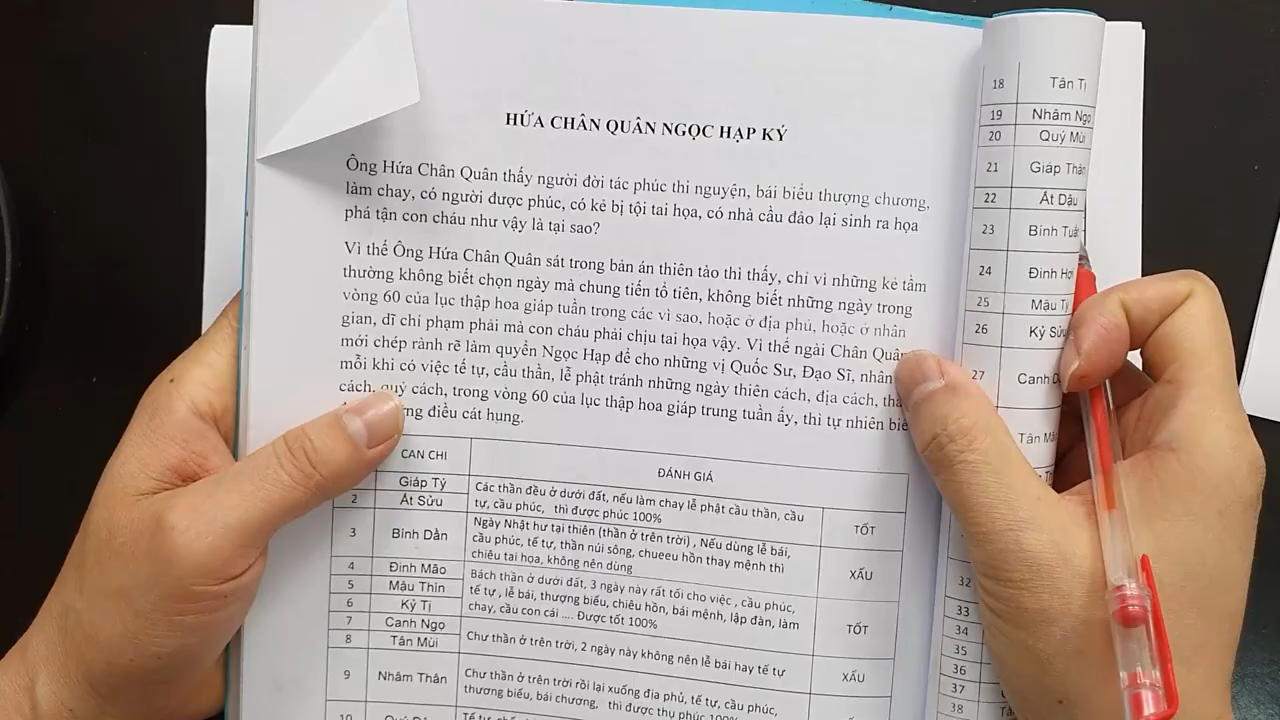 HỨA CHÂN QUÂN NGỌC HẠP KÝ
Ông Hứa Chân Quân thấy người đời tác phúc thi nguyện, bái biểu thượng chương,
làm chay, có người được phúc, có kẻ bị tội tai họa, có nhà cầu đảo lại sinh ra họa
phá tận con cháu như vậy là tại sao?
Vì thế Ông Hứa Chân Quân sát trong bản án thiên tào thi thấy, chỉ vì những kẻ tầm
thường không biết chọn ngày mà chung tiến tổ tiên, không biết những ngày trong
vòng 60 của lục thập hoa giáp tuần trong các vì sao, hoặc ở địa phủ, hoặc ở nhân
gian, dĩ chí phạm phải mà con cháu phải chịu tai họa vậy. Vì thế ngài Chân Quân
mới chép rành rẽ làm quyển Ngọc Hạp để cho những vị Quốc Sư, Đạo Sĩ, nhân
mỗi khi có việc tế tự, cầu thần, lễ phật tránh những ngày thiên cách, địa cách,
cách, quỷ cách, trong vòng 60 của lục thập hoa giáp trung tuần ấy, thì tự nhiên
điều cát hung.
CAN CHI
ĐÁNH GIÁ
Giáp Tý
2 Ất Sửu
Các thần đều ở dưới đất, nếu làm chay lễ phật cầu thần, cầu
tự, cầu phúc, thì được phúc 100%
TỐT
3 Bính Dần
Ngày Nhật hư tại thiên (thần ở trên trời) , Nếu dùng lễ bái,
cầu phúc, tế tự, thần núi sông, chueeu hồn thay mệnh thì
chiêu tai họa, không nên dùng
XẤU
4 Đinh Mão
5 Mậu Thìn
6 Kỷ Tị
Bách thần ở dưới đất, 3 ngày này rất tối cho việc , cầu phúc,
tế tự , lễ bái, thượng biểu, chiêu hồn, bái mệnh, lập đàn, làm
chay, cầu con cái .... Được tốt 100%
TỐT
7 Canh Ngọ
8 Tân Mùi
Chư thần ở trên trời, 2 ngày này không nên lễ bái hay tế tự
XẤU
9 Nhâm Thân
Chư thần ở trên trời rồi lại xuống địa phủ, tế tự, cầu phúc,
thượng biểu, bái chương, thì được thụ phúc 100%
10
18 Tân Tị
19 Nhâm Ngọ
20 Quý Mùi
21 Giáp Thân
22 Ất Dậu
23 Bính Tuất
24 Đinh
25 Mậu
26 Kỷ Sửu
27 Canh
Tân
32
33
34
35
36
37
38